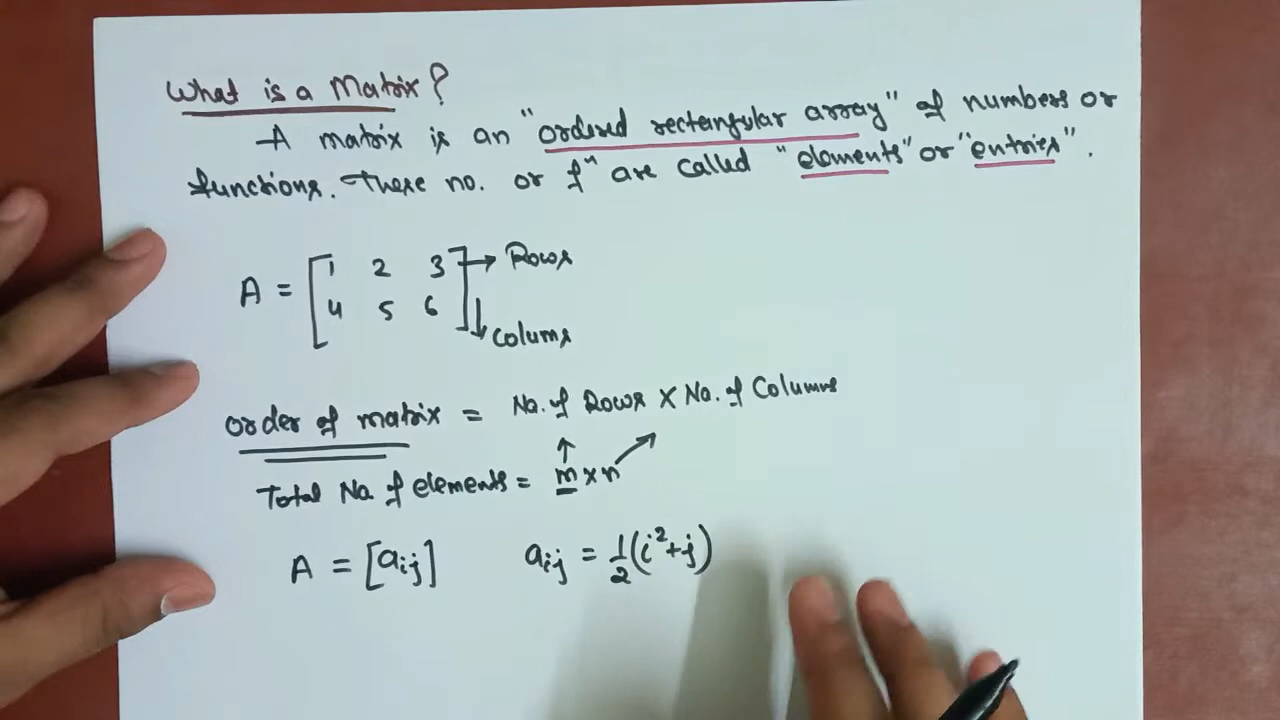 What is a Matrix?
A matrix is an "ordered rectangular array" of numbers or
functions. These no. or fⁿ are called "elements" or "entries".
A = [1 2 3 → Rows
4 5 6] ↓ Colums
Order of matrix = No. of Rows × No. of Columns
Total No. of elements = m × n
A = [aij] aij = 1/2 (i² + j)